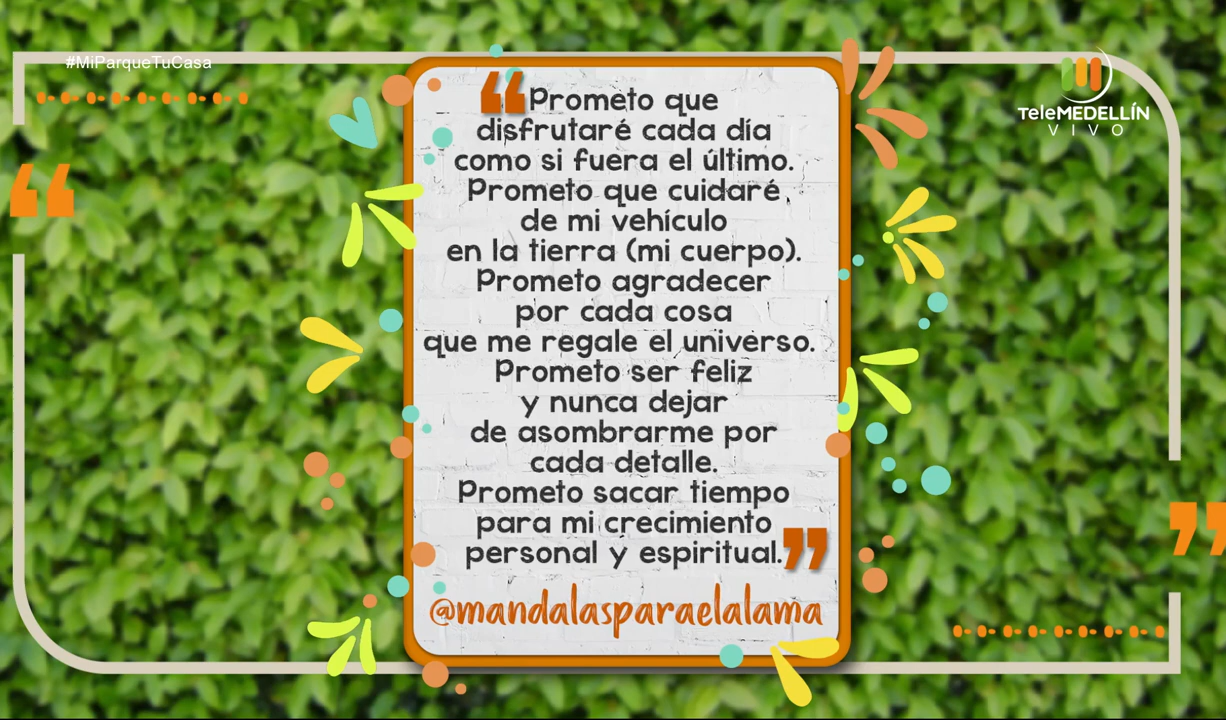 #MiParqueTuCasa
TeleMEDELLÍN
VIVO
“Prometo que
disfrutaré cada día
como si fuera el último.
Prometo que cuidaré
de mi vehículo
en la tierra (mi cuerpo).
Prometo agradecer
por cada cosa
que me regale el universo.
Prometo ser feliz
y nunca dejar
de asombrarme por
cada detalle.
Prometo sacar tiempo
para mi crecimiento
personal y espiritual.”
@mandalasparaelalama